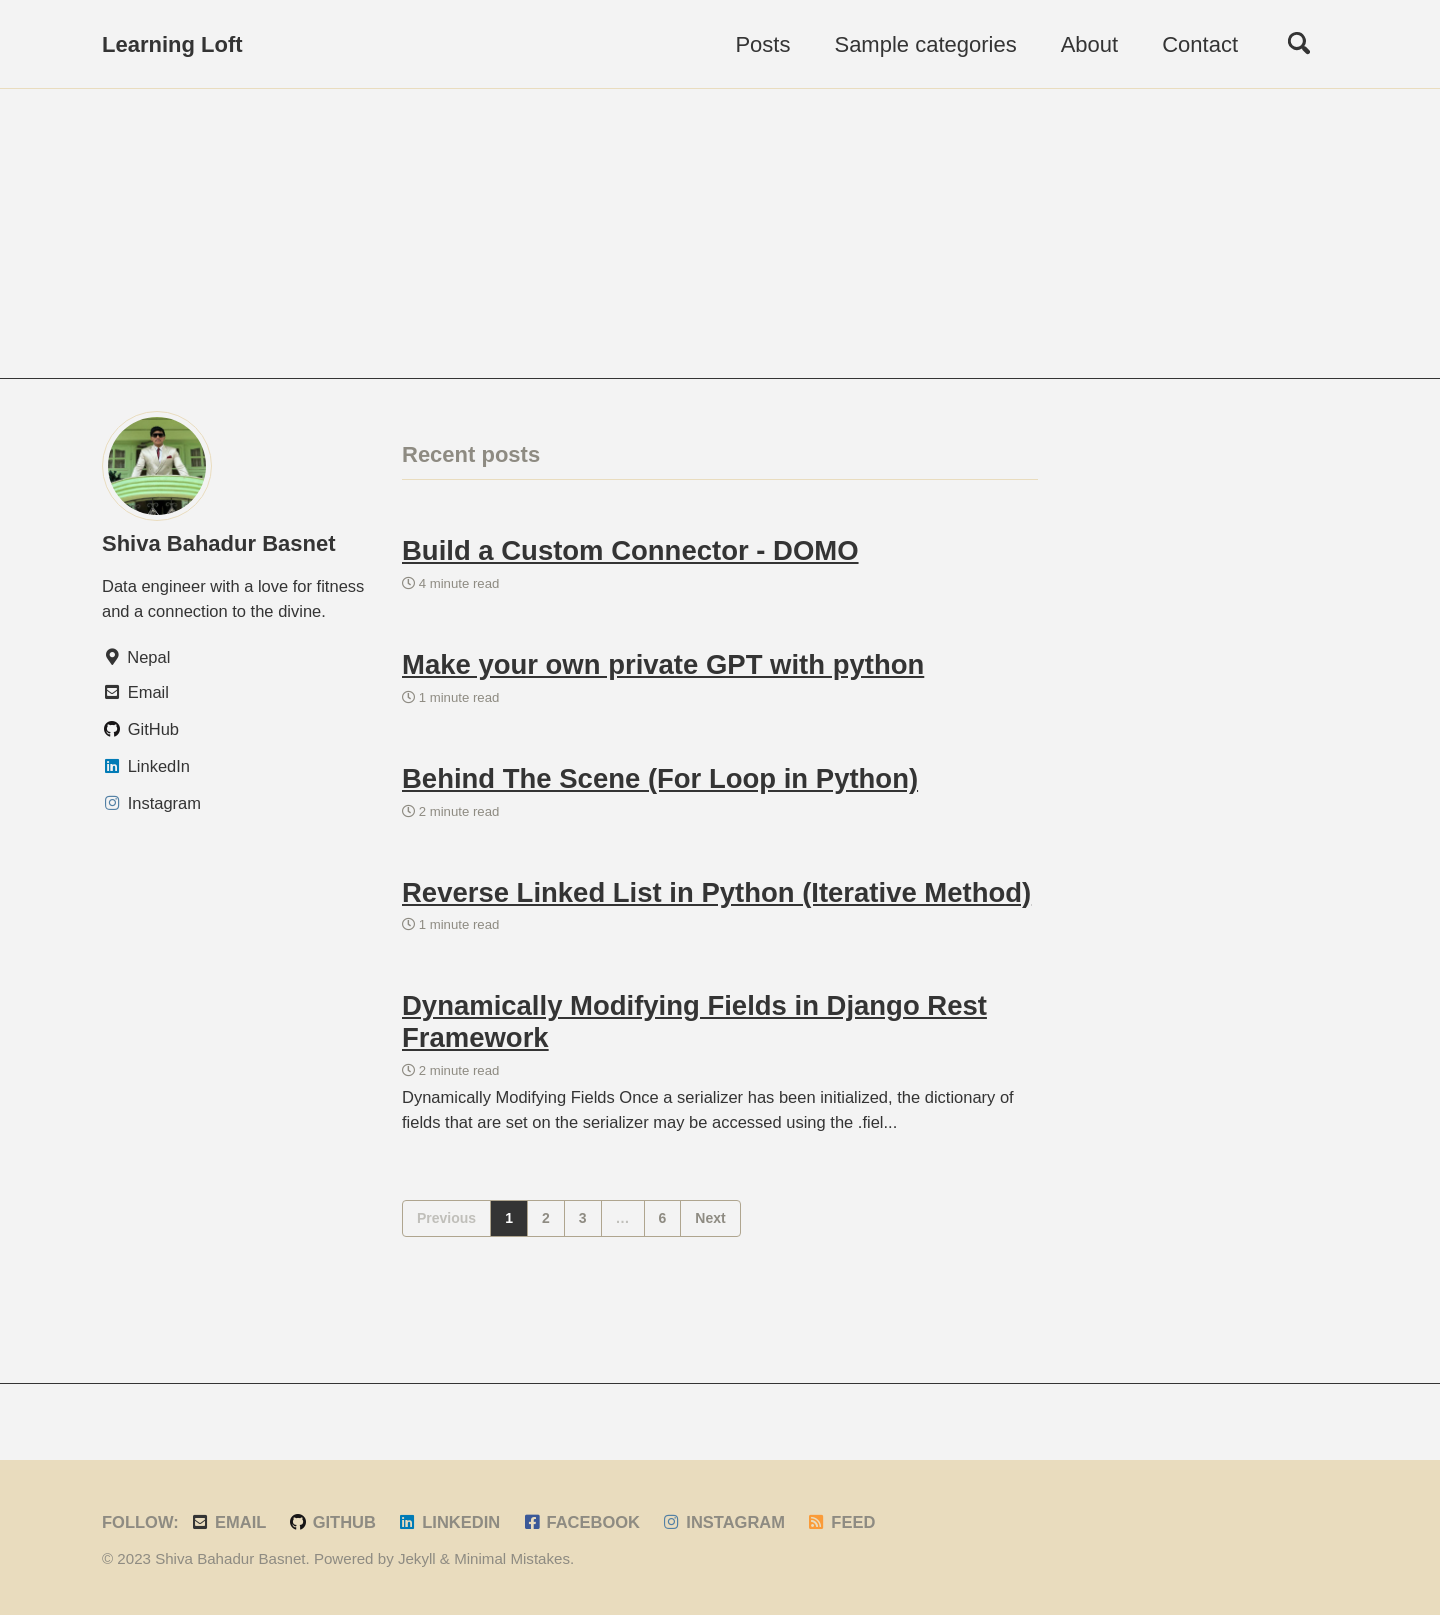 Learning Loft
Posts
Sample categories
About
Contact
Shiva Bahadur Basnet
Data engineer with a love for fitness
and a connection to the divine.
Nepal
Email
GitHub
LinkedIn
Instagram
Recent posts
Build a Custom Connector - DOMO
4 minute read
Make your own private GPT with python
1 minute read
Behind The Scene (For Loop in Python)
2 minute read
Reverse Linked List in Python (Iterative Method)
1 minute read
Dynamically Modifying Fields in Django Rest
Framework
2 minute read
Dynamically Modifying Fields Once a serializer has been initialized, the dictionary of
fields that are set on the serializer may be accessed using the .fiel...
Previous 1 2 3 … 6 Next
FOLLOW: EMAIL GITHUB LINKEDIN FACEBOOK INSTAGRAM FEED
© 2023 Shiva Bahadur Basnet. Powered by Jekyll & Minimal Mistakes.